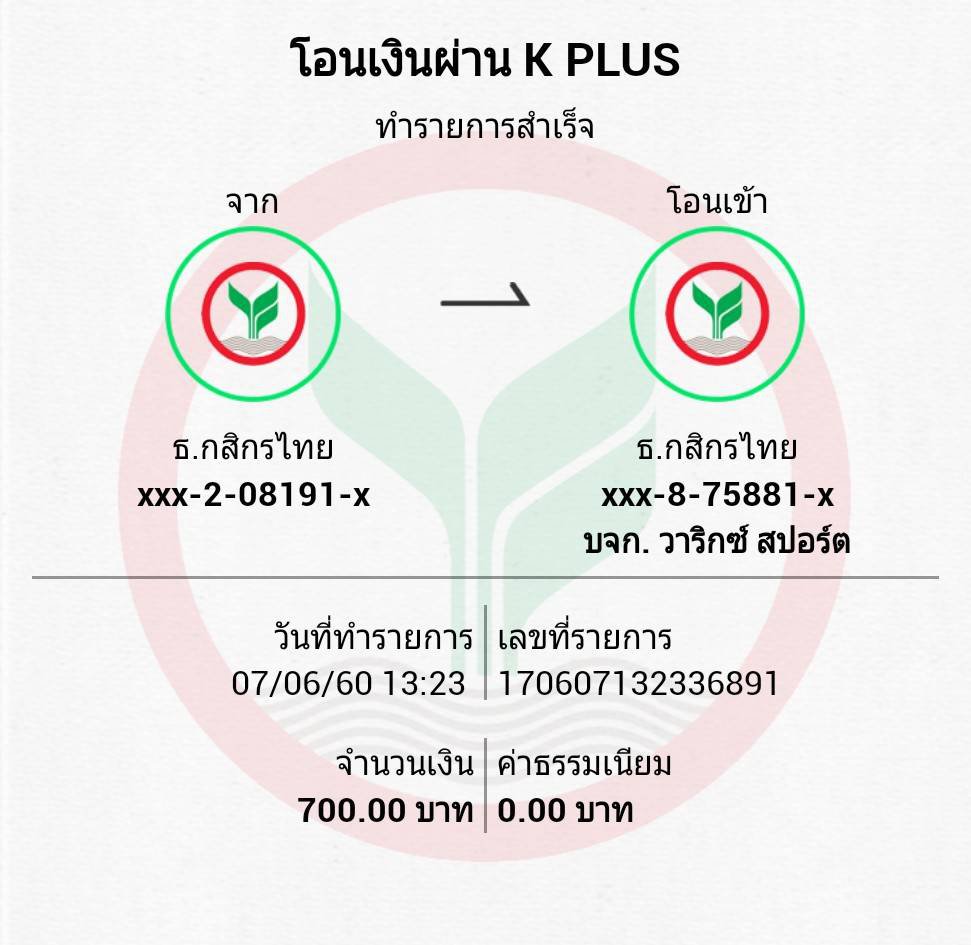 โอนเงินผ่าน K PLUS
ทำรายการสำเร็จ
จาก
โอนเข้า
ธ.กสิกรไทย
xxx-2-08191-x
ธ.กสิกรไทย
xxx-8-75881-x
บจก. วาริกซ์ สปอร์ต
วันที่ทำรายการ
07/06/60 13:23
เลขที่รายการ
170607132336891
จำนวนเงิน
700.00 บาท
ค่าธรรมเนียม
0.00 บาท